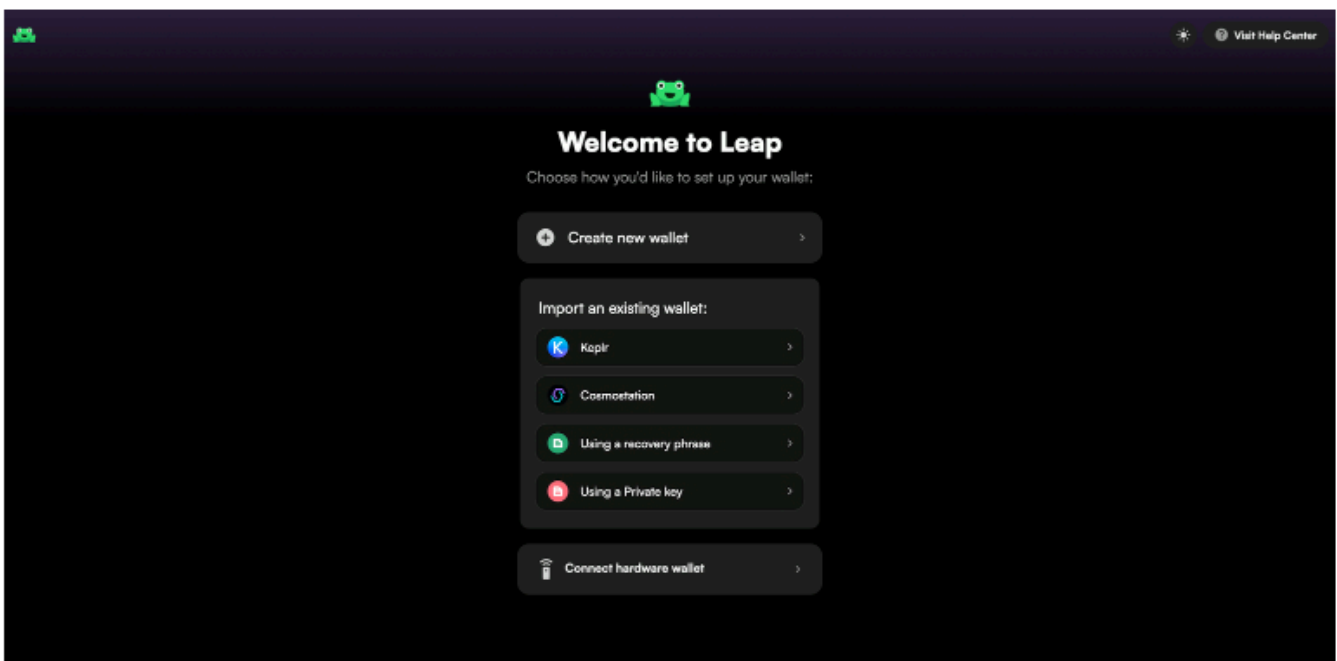 Visit Help Center
Welcome to Leap
Choose how you'd like to set up your wallet:
Create new wallet
Import an existing wallet:
Keplr
Cosmostation
Using a recovery phrase
Using a Private key
Connect hardware wallet